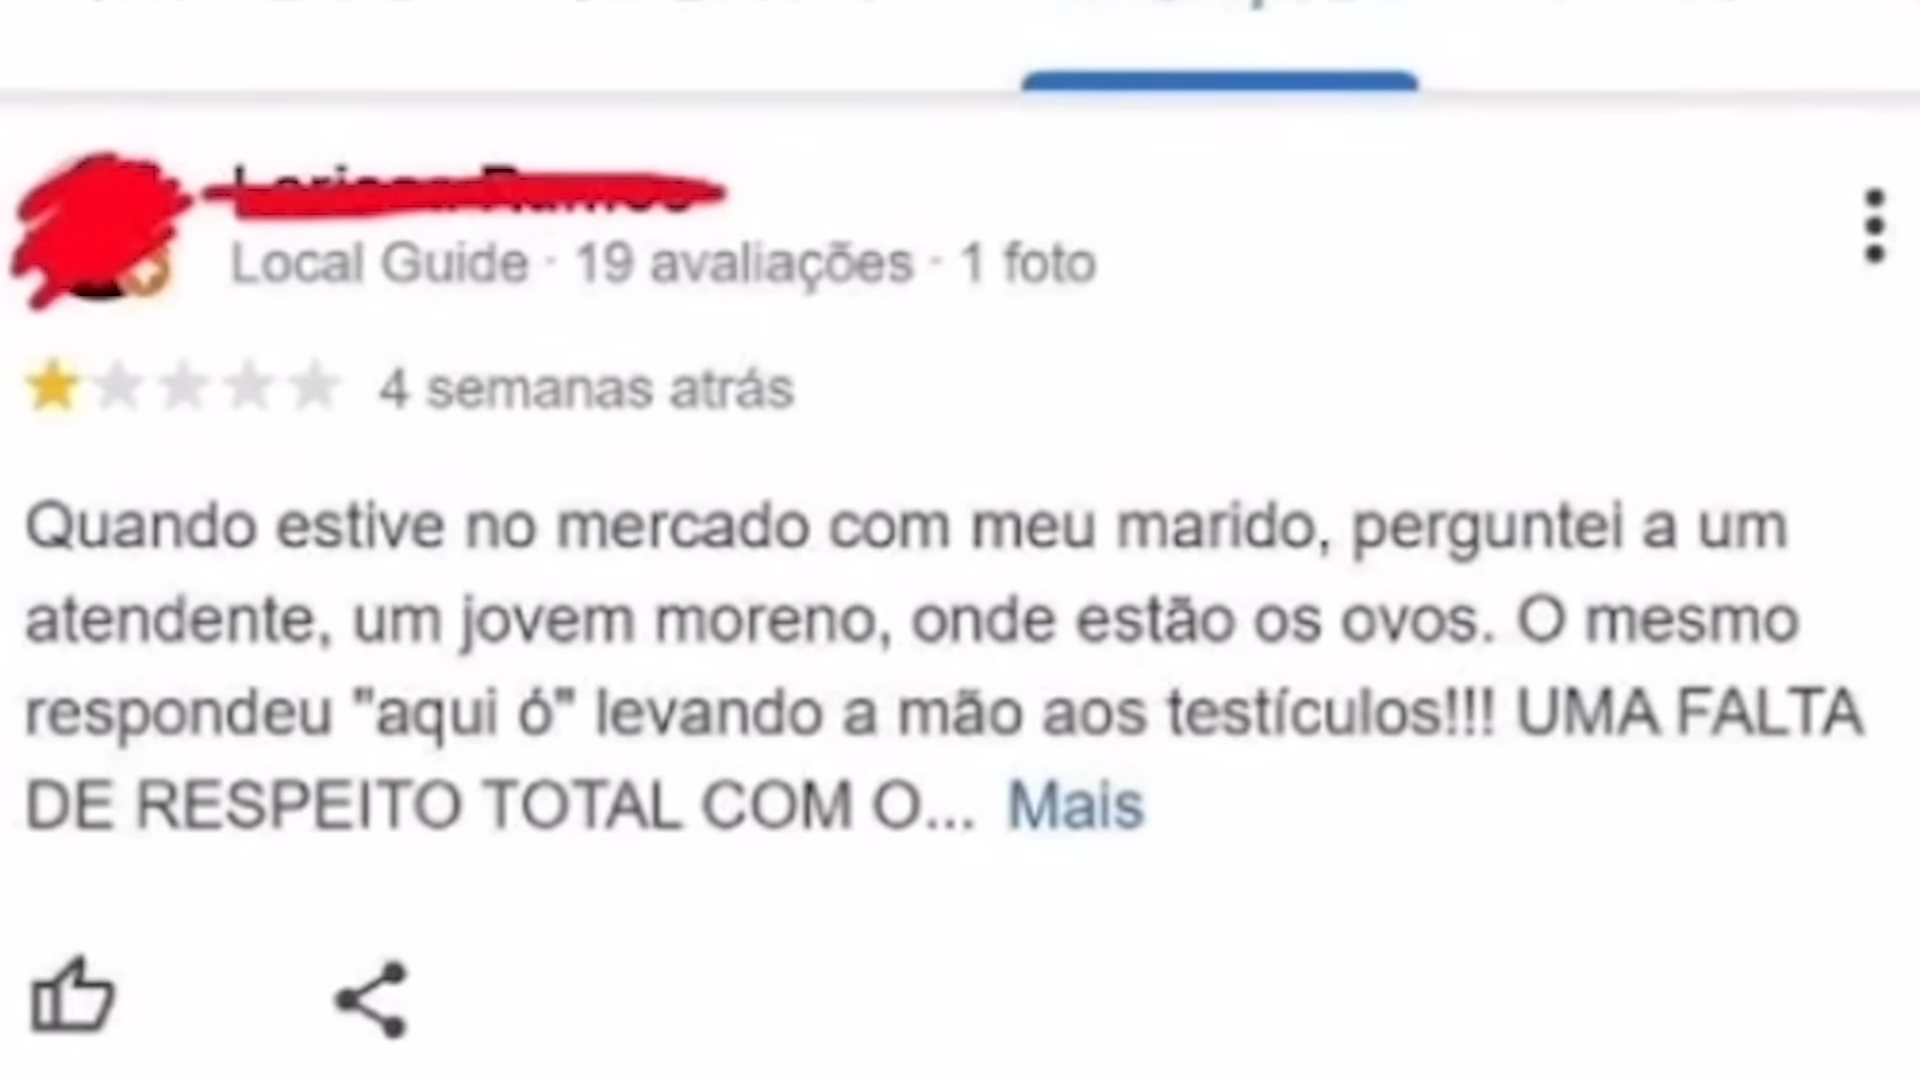 Local Guide · 19 avaliações · 1 foto
4 semanas atrás
Quando estive no mercado com meu marido, perguntei a um
atendente, um jovem moreno, onde estão os ovos. O mesmo
respondeu "aqui ó" levando a mão aos testículos!!! UMA FALTA
DE RESPEITO TOTAL COM O... Mais